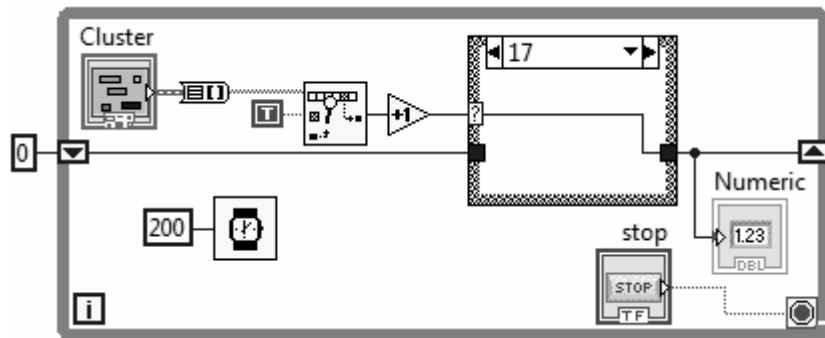 Cluster
17
T
+1
?
0
Numeric
1.23
DBL
200
stop
STOP
TF
i